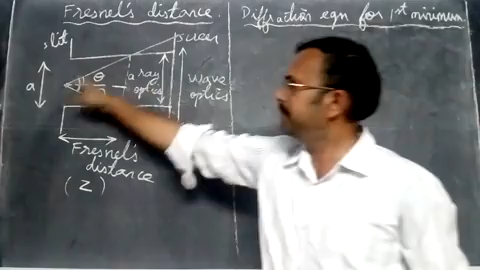 Fresnel's distance.
Diffraction eqn for 1st minimum
slit
screen
a
θ
a ray
optics
wave
optics
Fresnel's
distance
(Z)